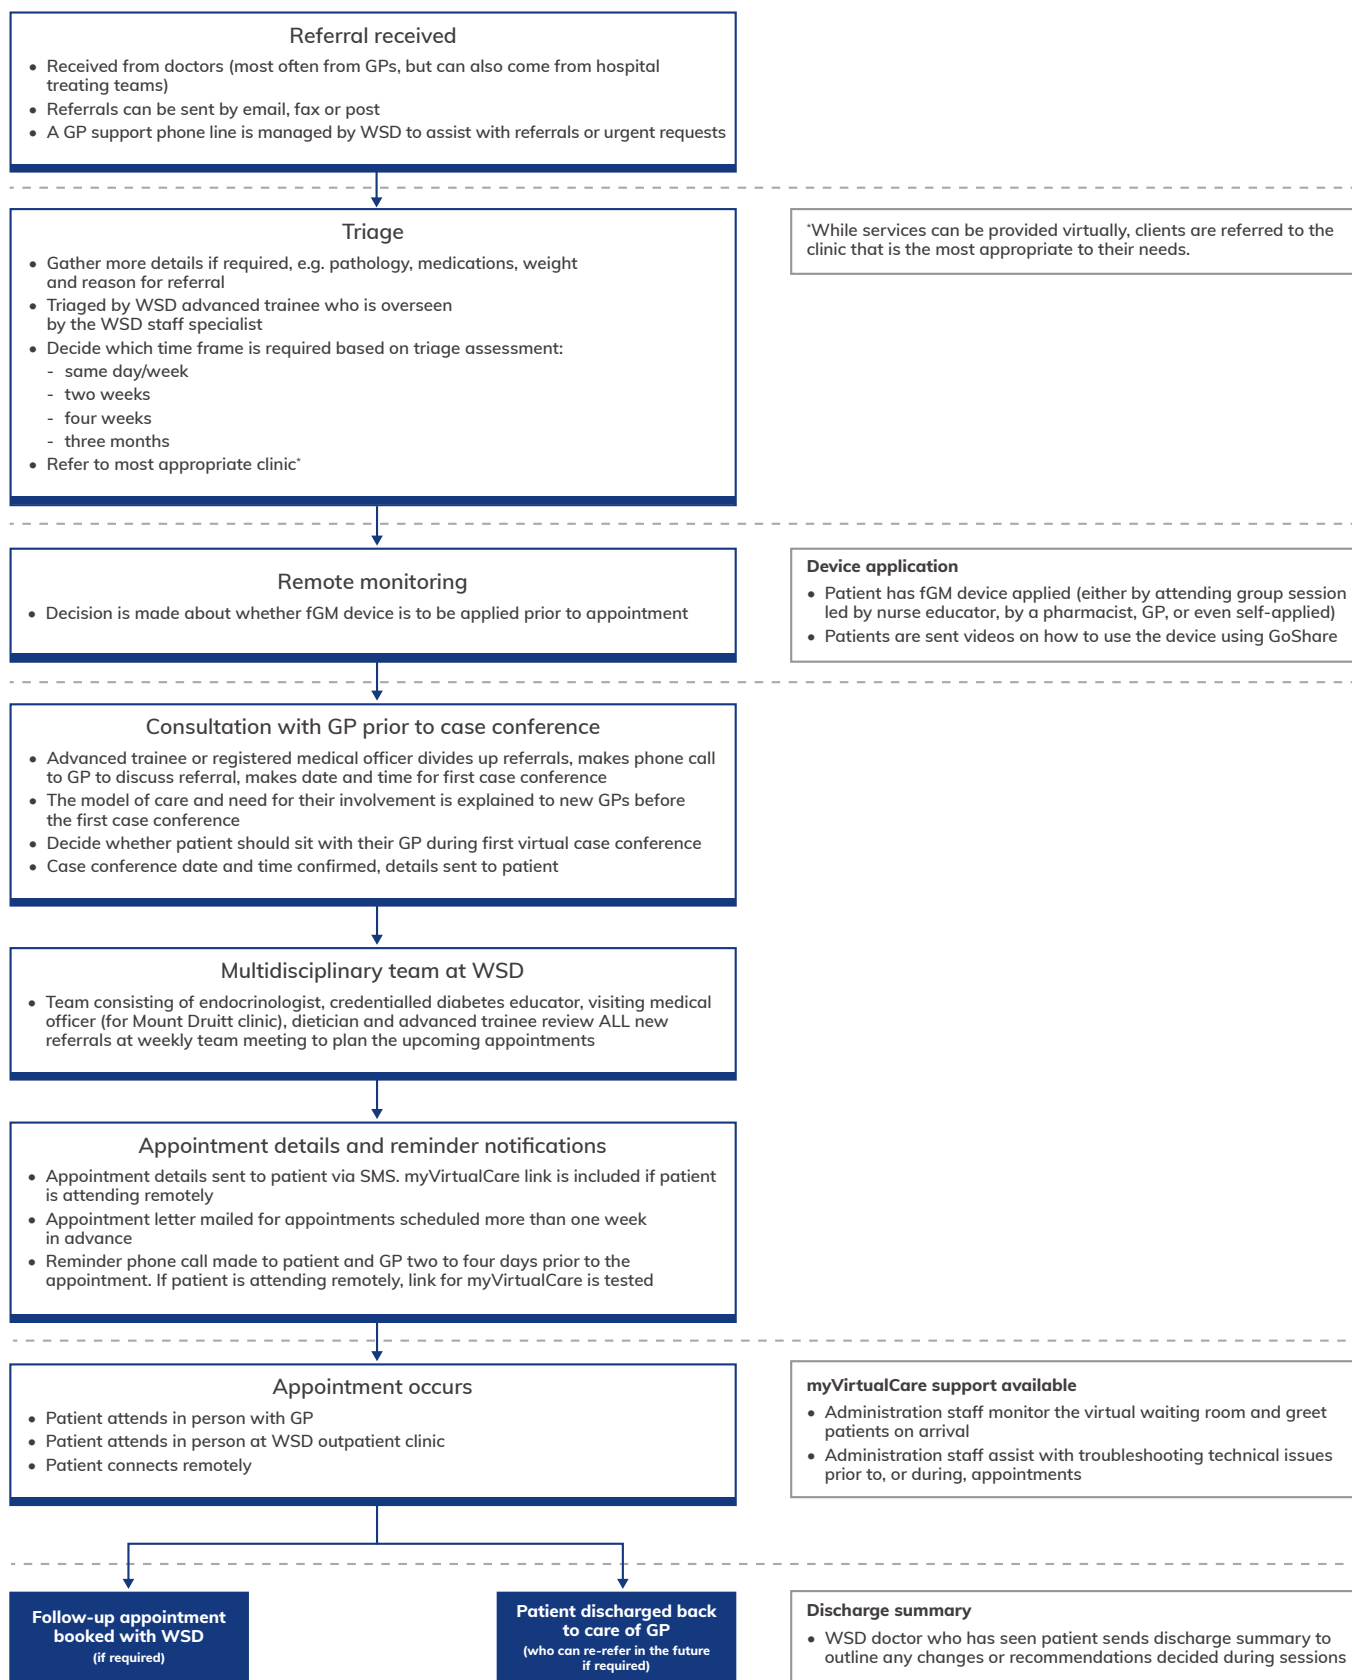 Referral received
• Received from doctors (most often from GPs, but can also come from hospital
treating teams)
• Referrals can be sent by email, fax or post
• A GP support phone line is managed by WSD to assist with referrals or urgent requests
Triage
• Gather more details if required, e.g. pathology, medications, weight
and reason for referral
• Triaged by WSD advanced trainee who is overseen
by the WSD staff specialist
• Decide which time frame is required based on triage assessment:
- same day/week
- two weeks
- four weeks
- three months
• Refer to most appropriate clinic*
*While services can be provided virtually, clients are referred to the
clinic that is the most appropriate to their needs.
Remote monitoring
• Decision is made about whether fGM device is to be applied prior to appointment
Device application
• Patient has fGM device applied (either by attending group session
led by nurse educator, by a pharmacist, GP, or even self-applied)
• Patients are sent videos on how to use the device using GoShare
Consultation with GP prior to case conference
• Advanced trainee or registered medical officer divides up referrals, makes phone call
to GP to discuss referral, makes date and time for first case conference
• The model of care and need for their involvement is explained to new GPs before
the first case conference
• Decide whether patient should sit with their GP during first virtual case conference
• Case conference date and time confirmed, details sent to patient
Multidisciplinary team at WSD
• Team consisting of endocrinologist, credentialled diabetes educator, visiting medical
officer (for Mount Druitt clinic), dietician and advanced trainee review ALL new
referrals at weekly team meeting to plan the upcoming appointments
Appointment details and reminder notifications
• Appointment details sent to patient via SMS. myVirtualCare link is included if patient
is attending remotely
• Appointment letter mailed for appointments scheduled more than one week
in advance
• Reminder phone call made to patient and GP two to four days prior to the
appointment. If patient is attending remotely, link for myVirtualCare is tested
Appointment occurs
• Patient attends in person with GP
• Patient attends in person at WSD outpatient clinic
• Patient connects remotely
myVirtualCare support available
• Administration staff monitor the virtual waiting room and greet
patients on arrival
• Administration staff assist with troubleshooting technical issues
prior to, or during, appointments
Follow-up appointment
booked with WSD
(if required)
Patient discharged back
to care of GP
(who can re-refer in the future
if required)
Discharge summary
• WSD doctor who has seen patient sends discharge summary to
outline any changes or recommendations decided during sessions